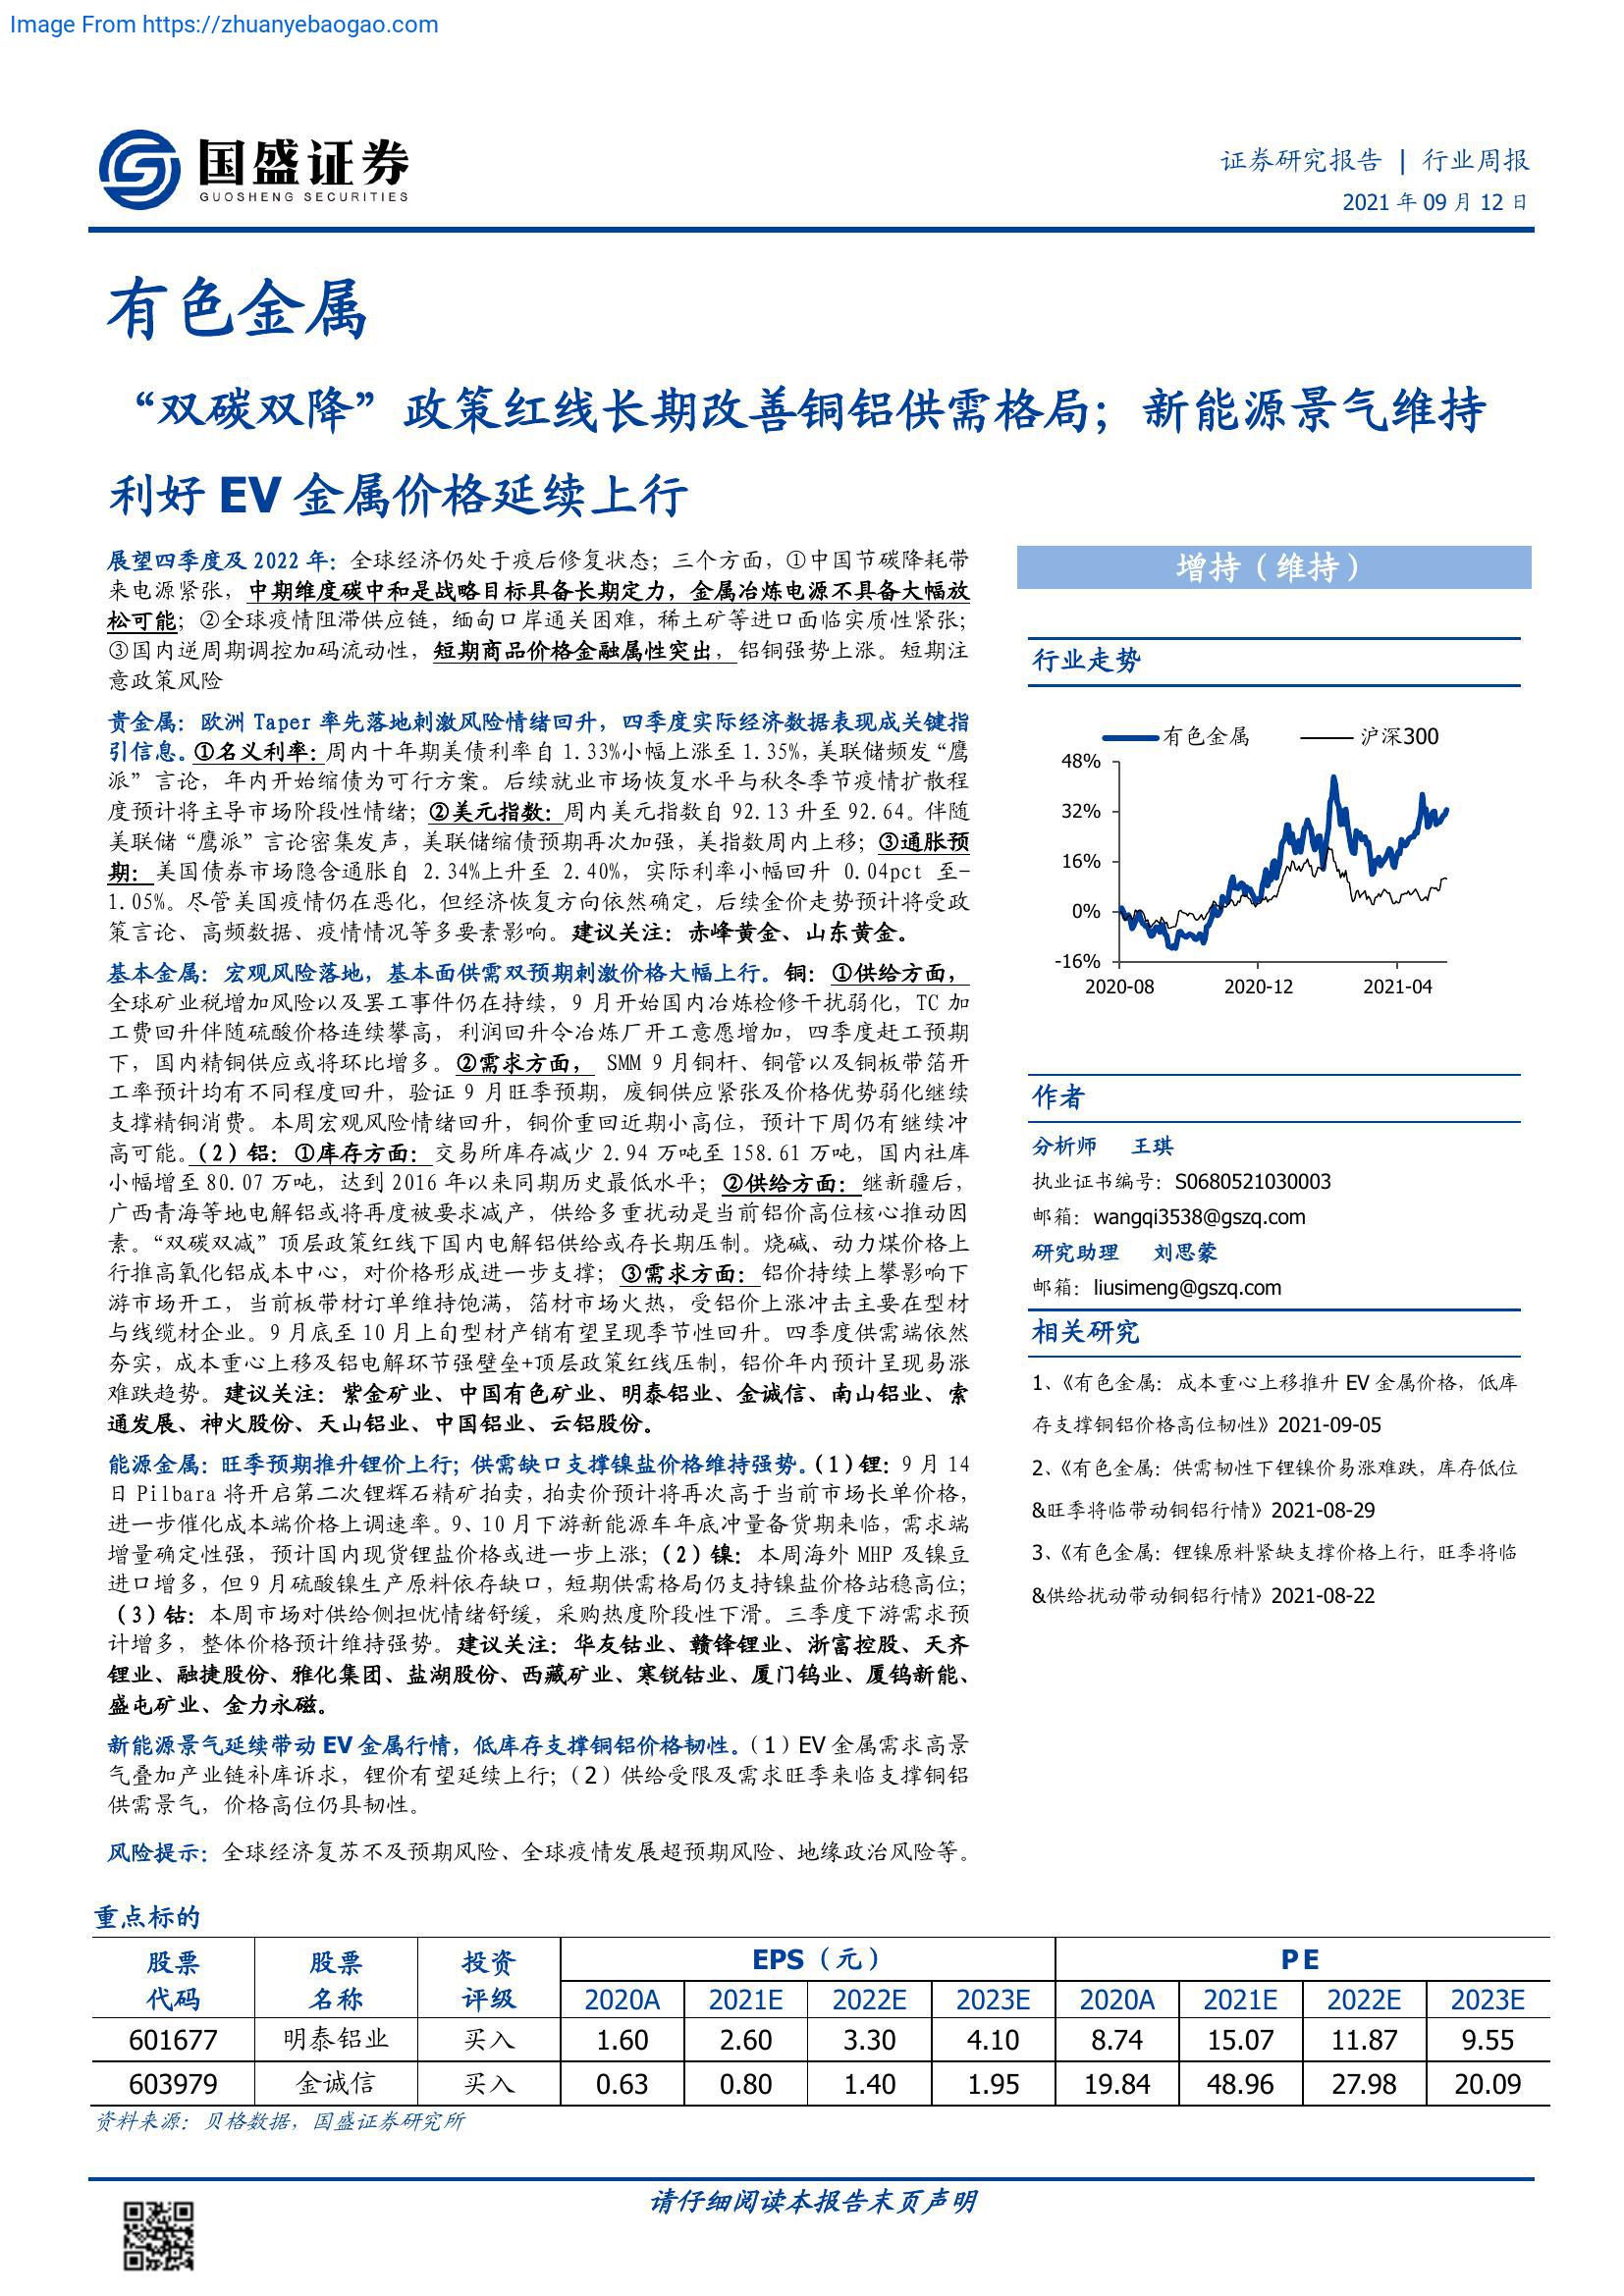 Image From https://zhuanyebaogao.com
国盛证券
GUOSHENG SECURITIES
证券研究报告 | 行业周报
2021 年 09 月 12 日
有色金属
“双碳双降”政策红线长期改善铜铝供需格局；新能源景气维持
利好 EV 金属价格延续上行
展望四季度及 2022 年：全球经济仍处于疫后修复状态；三个方面，①中国节碳降耗带
来电源紧张，中期维度碳中和是战略目标具备长期定力，金属冶炼电源不具备大幅放
松可能；②全球疫情阻滞供应链，缅甸口岸通关困难，稀土矿等进口面临实质性紧张；
③国内逆周期调控加码流动性，短期商品价格金融属性突出，铝铜强势上涨。短期注
意政策风险
贵金属：欧洲 Taper 率先落地刺激风险情绪回升，四季度实际经济数据表现成关键指
引信息。①名义利率：周内十年期美债利率自 1.33%小幅上涨至 1.35%，美联储频发“鹰
派”言论，年内开始缩债为可行方案。后续就业市场恢复水平与秋冬季节疫情扩散程
度预计将主导市场阶段性情绪；②美元指数：周内美元指数自 92.13 升至 92.64。伴随
美联储“鹰派”言论密集发声，美联储缩债预期再次加强，美指数周内上移；③通胀预
期：美国债券市场隐含通胀自 2.34%上升至 2.40%，实际利率小幅回升 0.04pct 至-
1.05%。尽管美国疫情仍在恶化，但经济恢复方向依然确定，后续金价走势预计将受政
策言论、高频数据、疫情情况等多要素影响。建议关注：赤峰黄金、山东黄金。
基本金属：宏观风险落地，基本面供需双预期刺激价格大幅上行。铜：①供给方面，
全球矿业税增加风险以及罢工事件仍在持续，9 月开始国内冶炼检修干扰弱化，TC 加
工费回升伴随硫酸价格连续攀高，利润回升令冶炼厂开工意愿增加，四季度赶工预期
下，国内精铜供应或将环比增多。②需求方面， SMM 9 月铜杆、铜管以及铜板带箔开
工率预计均有不同程度回升，验证 9 月旺季预期，废铜供应紧张及价格优势弱化继续
支撑精铜消费。本周宏观风险情绪回升，铜价重回近期小高位，预计下周仍有继续冲
高可能。（2）铝：①库存方面：交易所库存减少 2.94 万吨至 158.61 万吨，国内社库
小幅增至 80.07 万吨，达到 2016 年以来同期历史最低水平；②供给方面：继新疆后，
广西青海等地电解铝或将再度被要求减产，供给多重扰动是当前铝价高位核心推动因
素。“双碳双减”顶层政策红线下国内电解铝供给或存长期压制。烧碱、动力煤价格上
行推高氧化铝成本中心，对价格形成进一步支撑；③需求方面：铝价持续上攀影响下
游市场开工，当前板带材订单维持饱满，箔材市场火热，受铝价上涨冲击主要在型材
与线缆材企业。9 月底至 10 月上旬型材产销有望呈现季节性回升。四季度供需端依然
夯实，成本重心上移及铝电解环节强壁垒+顶层政策红线压制，铝价年内预计呈现易涨
难跌趋势。建议关注：紫金矿业、中国有色矿业、明泰铝业、金诚信、南山铝业、索
通发展、神火股份、天山铝业、中国铝业、云铝股份。
能源金属：旺季预期推升锂价上行；供需缺口支撑镍盐价格维持强势。（1）锂：9 月 14
日 Pilbara 将开启第二次锂辉石精矿拍卖，拍卖价预计将再次高于当前市场长单价格，
进一步催化成本端价格上调速率。9、10 月下游新能源车年底冲量备货期来临，需求端
增量确定性强，预计国内现货锂盐价格或进一步上涨；（2）镍：本周海外 MHP 及镍豆
进口增多，但 9 月硫酸镍生产原料依存缺口，短期供需格局仍支持镍盐价格站稳高位；
（3）钴：本周市场对供给侧担忧情绪舒缓，采购热度阶段性下滑。三季度下游需求预
计增多，整体价格预计维持强势。建议关注：华友钴业、赣锋锂业、浙富控股、天齐
锂业、融捷股份、雅化集团、盐湖股份、西藏矿业、寒锐钴业、厦门钨业、厦钨新能、
盛屯矿业、金力永磁。
新能源景气延续带动 EV 金属行情，低库存支撑铜铝价格韧性。（1）EV 金属需求高景
气叠加产业链补库诉求，锂价有望延续上行；（2）供给受限及需求旺季来临支撑铜铝
供需景气，价格高位仍具韧性。
风险提示：全球经济复苏不及预期风险、全球疫情发展超预期风险、地缘政治风险等。
增持（维持）
行业走势
有色金属 沪深300
48%
32%
16%
0%
-16%
2020-08 2020-12 2021-04
作者
分析师 王琪
执业证书编号：S0680521030003
邮箱：wangqi3538@gszq.com
研究助理 刘思蒙
邮箱：liusimeng@gszq.com
相关研究
1、《有色金属：成本重心上移推升 EV 金属价格，低库
存支撑铜铝价格高位韧性》2021-09-05
2、《有色金属：供需韧性下锂镍价易涨难跌，库存低位
&旺季将临带动铜铝行情》2021-08-29
3、《有色金属：锂镍原料紧缺支撑价格上行，旺季将临
&供给扰动带动铜铝行情》2021-08-22
重点标的
股票 股票 投资 EPS（元） PE
代码 名称 评级 2020A 2021E 2022E 2023E 2020A 2021E 2022E 2023E
601677 明泰铝业 买入 1.60 2.60 3.30 4.10 8.74 15.07 11.87 9.55
603979 金诚信 买入 0.63 0.80 1.40 1.95 19.84 48.96 27.98 20.09
资料来源：贝格数据，国盛证券研究所
请仔细阅读本报告末页声明